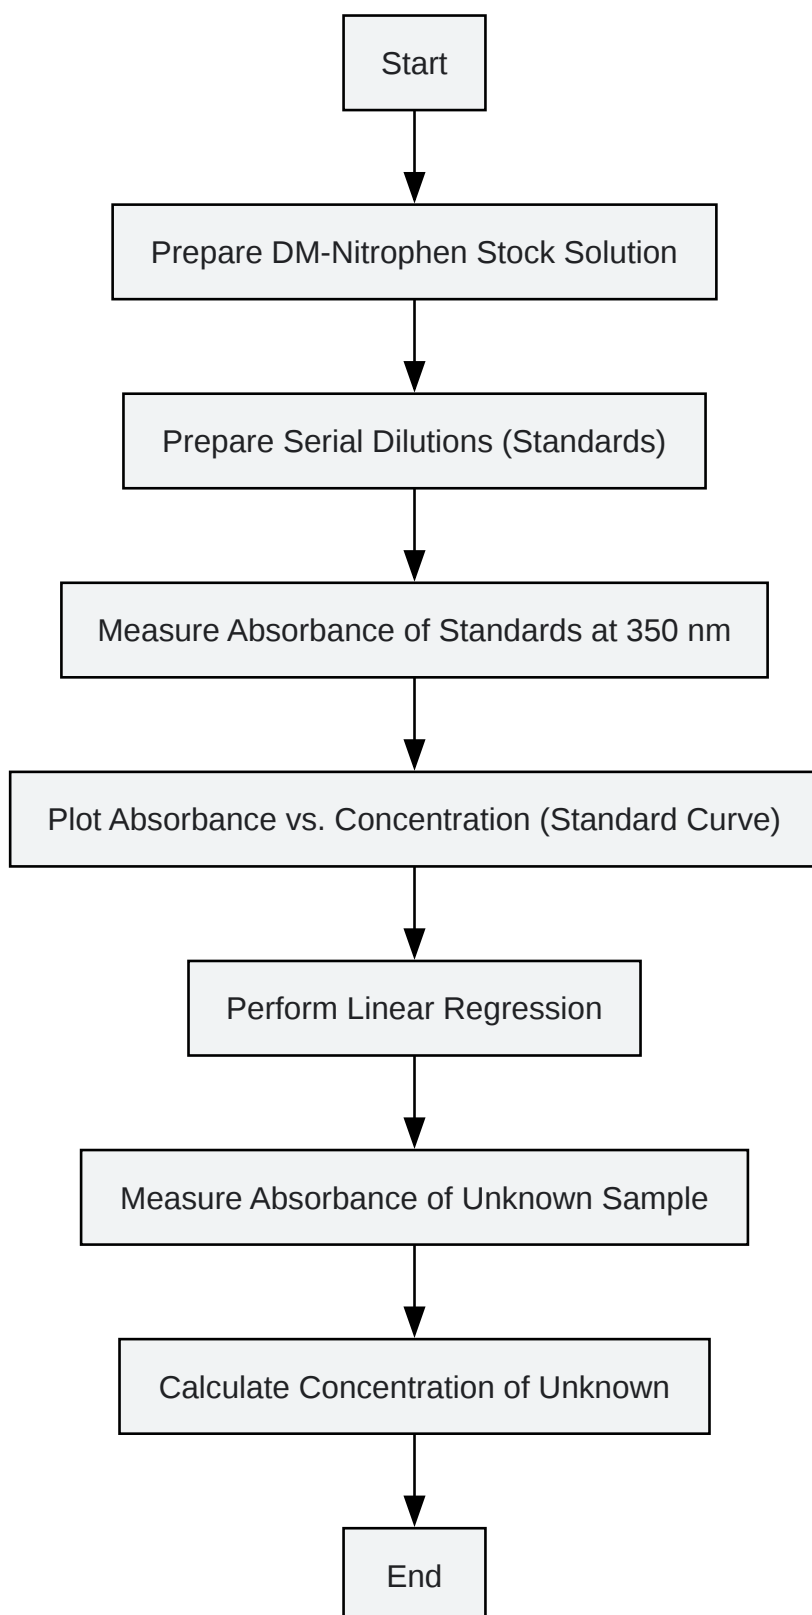 Start
Prepare DM-Nitrophen Stock Solution
Prepare Serial Dilutions (Standards)
Measure Absorbance of Standards at 350 nm
Plot Absorbance vs. Concentration (Standard Curve)
Perform Linear Regression
Measure Absorbance of Unknown Sample
Calculate Concentration of Unknown
End